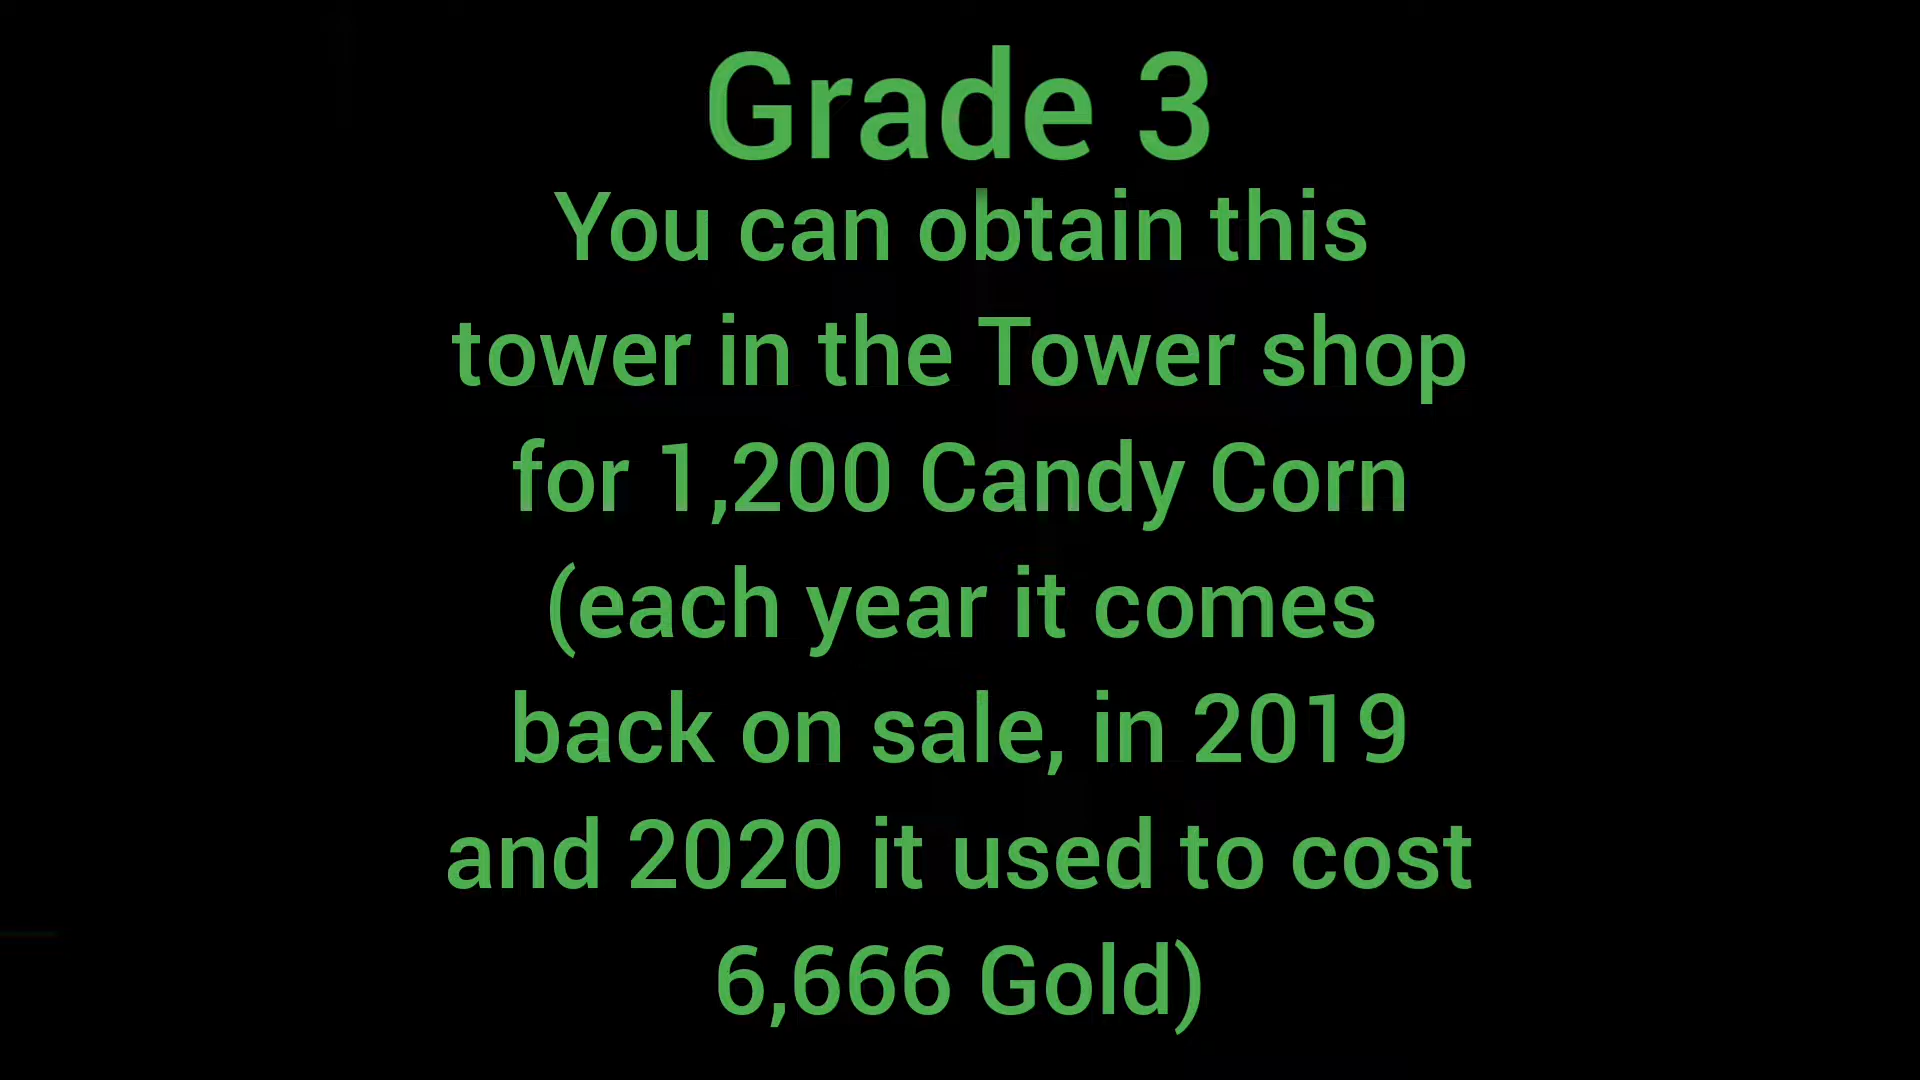 Grade 3
You can obtain this
tower in the Tower shop
for 1,200 Candy Corn
(each year it comes
back on sale, in 2019
and 2020 it used to cost
6,666 Gold)